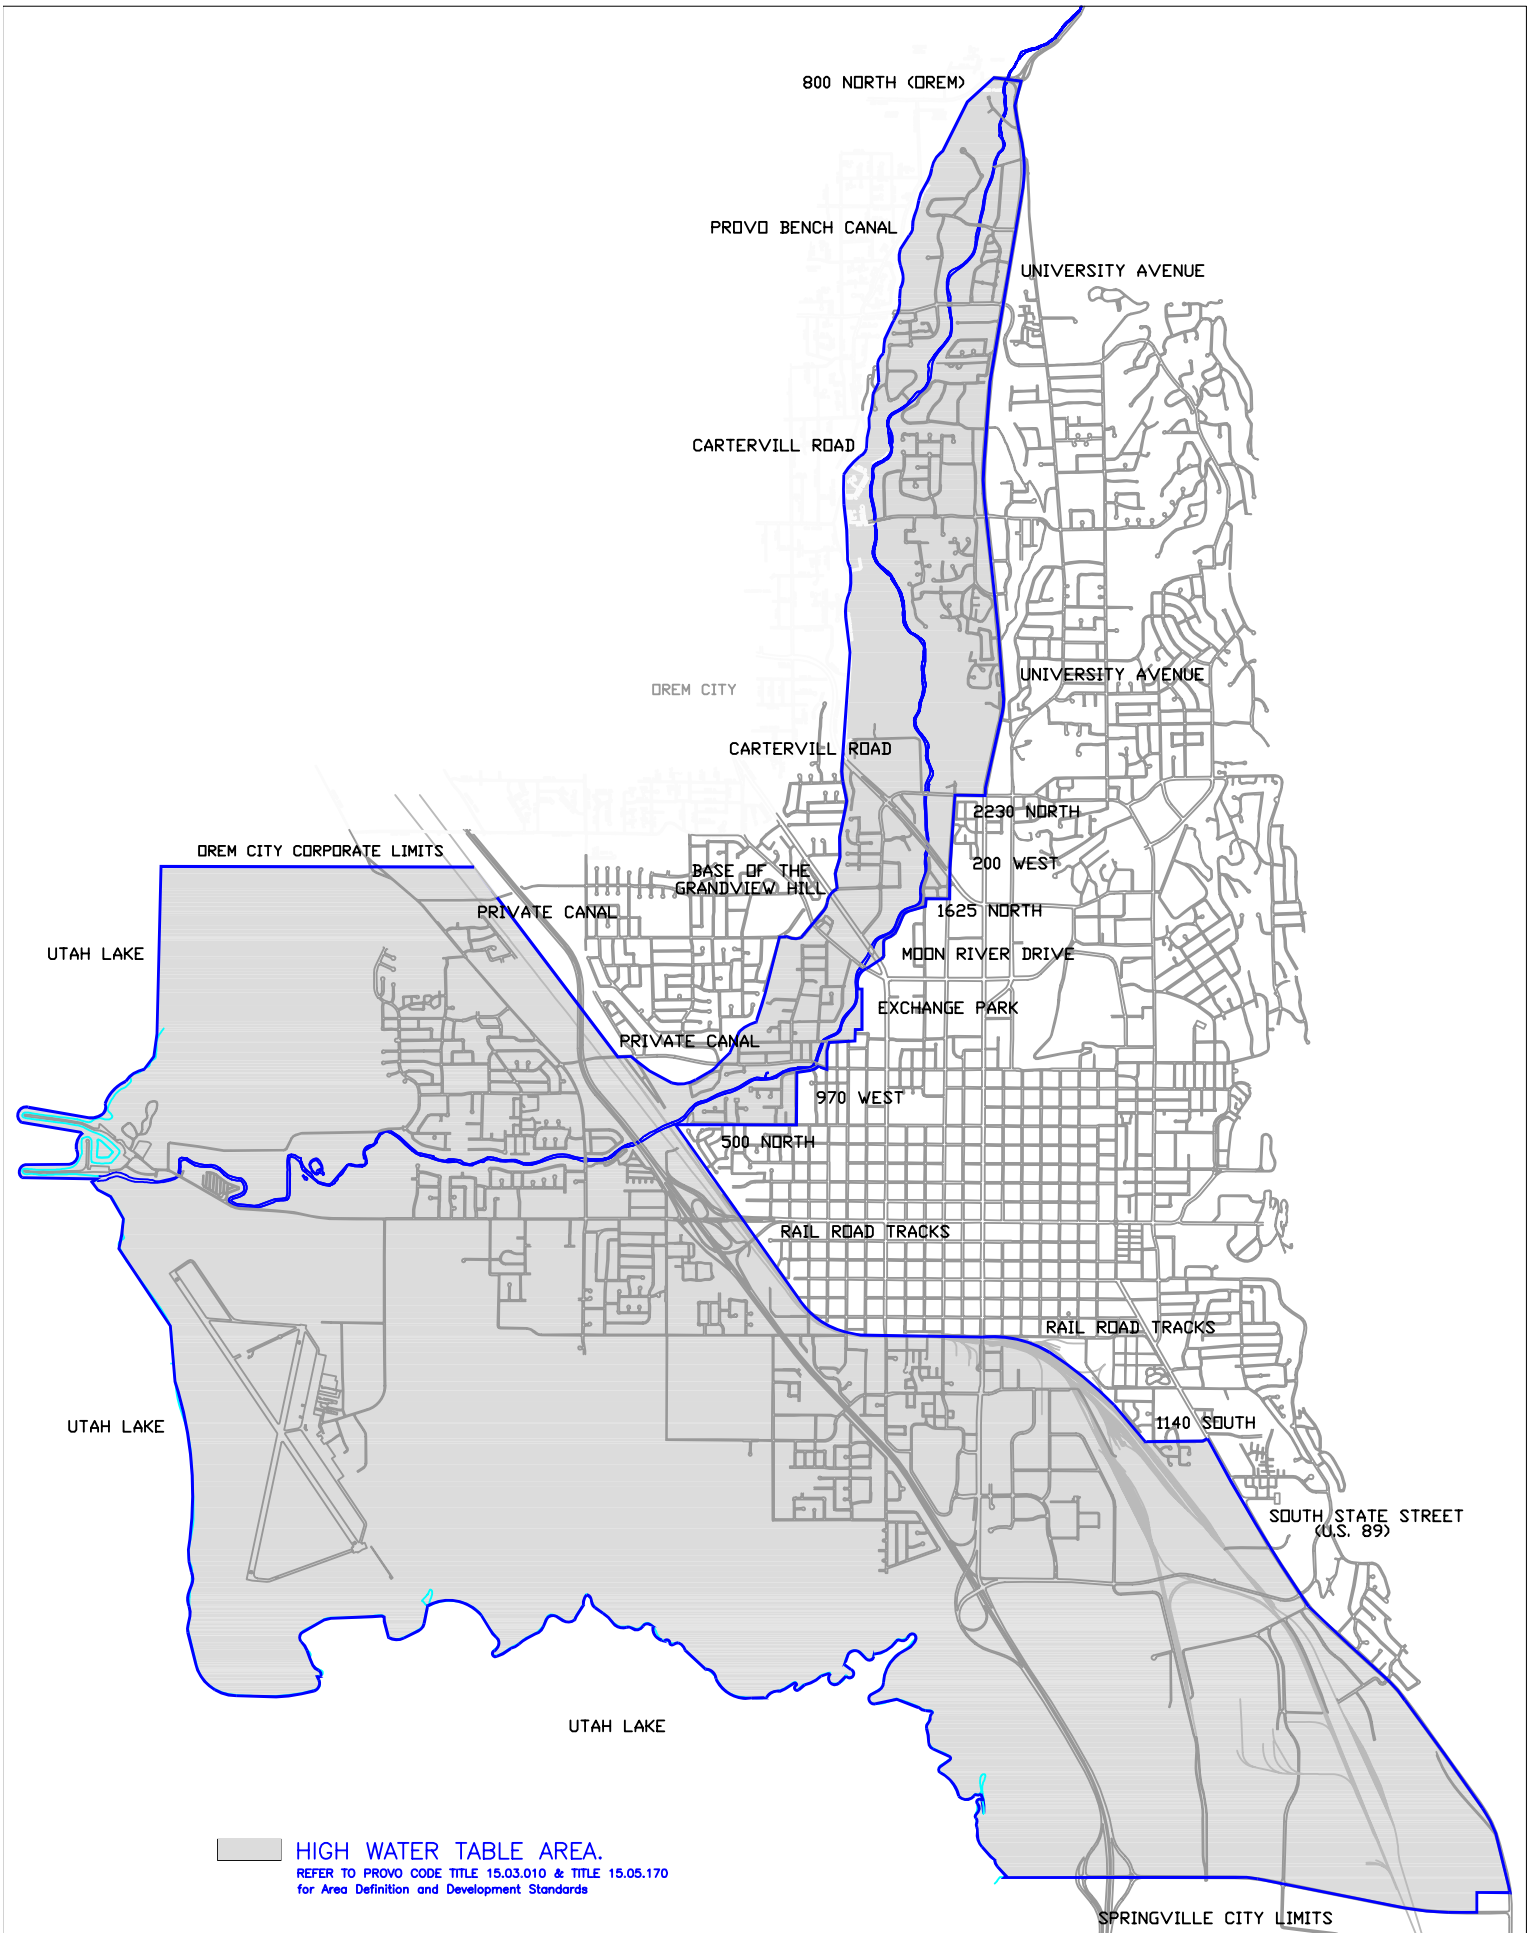 800 NORTH (OREM)
PROVO BENCH CANAL
UNIVERSITY AVENUE
CARTERVILL ROAD
UNIVERSITY AVENUE
OREM CITY
CARTERVILL ROAD
2230 NORTH
OREM CITY CORPORATE LIMITS
200 WEST
BASE OF THE
GRANDVIEW HILL
PRIVATE CANAL
1625 NORTH
UTAH LAKE
MOON RIVER DRIVE
EXCHANGE PARK
PRIVATE CANAL
970 WEST
500 NORTH
RAIL ROAD TRACKS
RAIL ROAD TRACKS
UTAH LAKE
1140 SOUTH
SOUTH STATE STREET
(U.S. 89)
UTAH LAKE
HIGH WATER TABLE AREA.
REFER TO PROVO CODE TITLE 15.03.010 & TITLE 15.05.170
for Area Definition and Development Standards
SPRINGVILLE CITY LIMITS